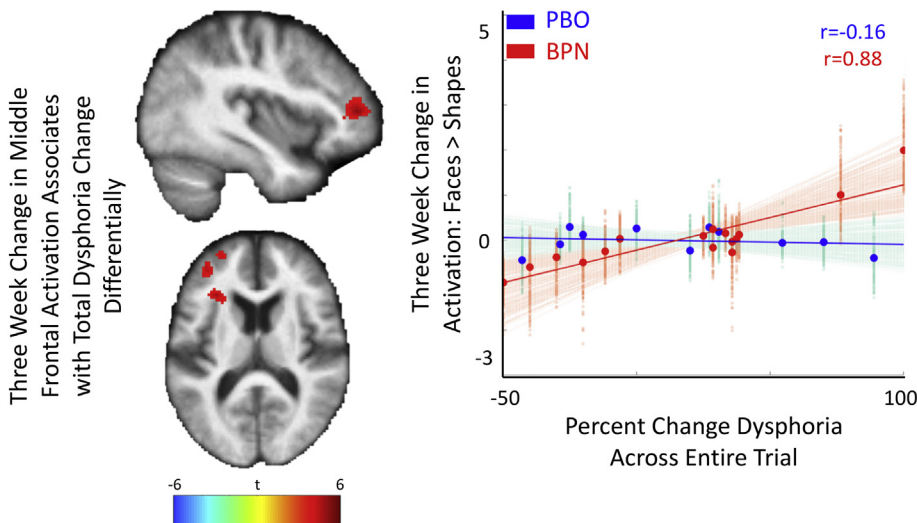 Three Week Change in Middle
Frontal Activation Associates
with Total Dysphoria Change
Differentially
-6 t 6
Three Week Change in
Activation: Faces > Shapes
5
0
-3
PBO
BPN
r=-0.16
r=0.88
-50 100
Percent Change Dysphoria
Across Entire Trial